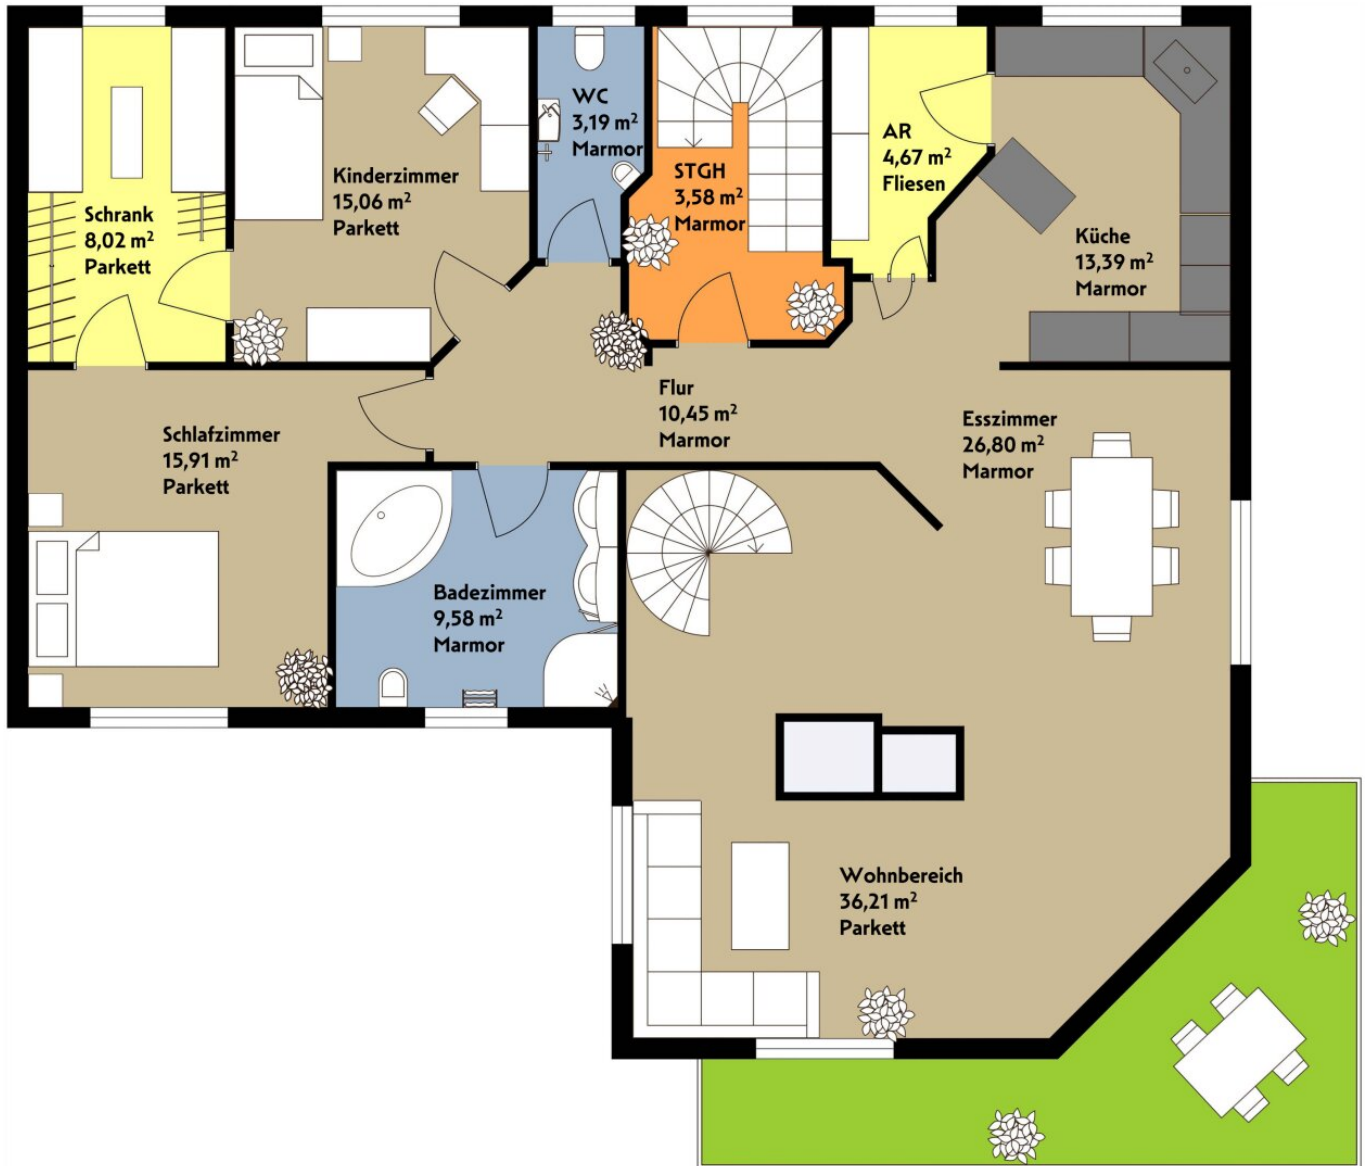 Schrank
8,02 m²
Parkett
Kinderzimmer
15,06 m²
Parkett
WC
3,19 m²
Marmor
STGH
3,58 m²
Marmor
AR
4,67 m²
Fliesen
Küche
13,39 m²
Marmor
Schlafzimmer
15,91 m²
Parkett
Flur
10,45 m²
Marmor
Esszimmer
26,80 m²
Marmor
Badezimmer
9,58 m²
Marmor
Wohnbereich
36,21 m²
Parkett